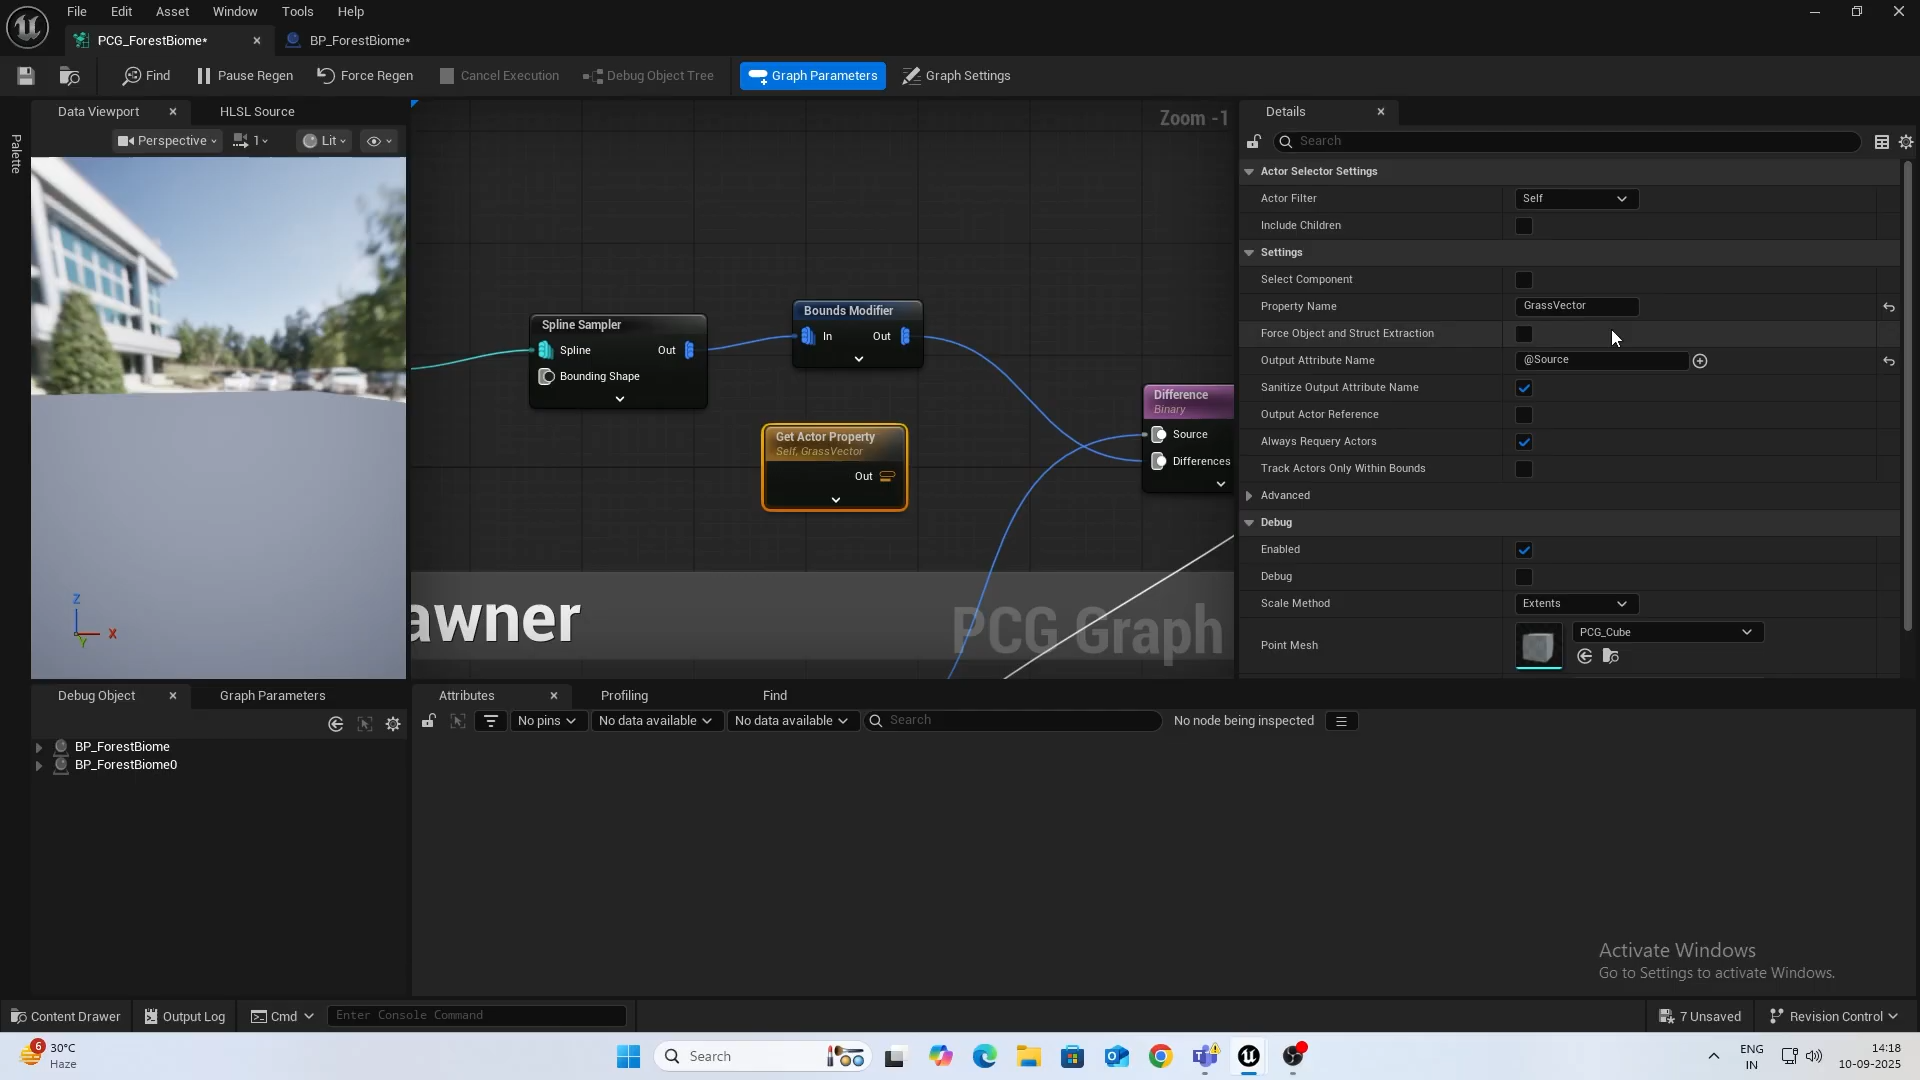 File Edit Asset Window Tools Help
PCG_ForestBiome* BP_ForestBiome*
Find Pause Regen Force Regen Cancel Execution Debug Object Tree Graph Parameters Graph Settings
Palette
Data Viewport HLSL Source
Perspective 1 Lit
Z
X
Y
Zoom -1
Spline Sampler
Spline Out
Bounding Shape
Bounds Modifier
In Out
Get Actor Property
Self, GrassVector
Out
Difference
Binary
Source
Differences
awner
PCG Graph
Details
Search
Actor Selector Settings
Actor Filter Self
Include Children
Settings
Select Component
Property Name GrassVector
Force Object and Struct Extraction
Output Attribute Name @Source
Sanitize Output Attribute Name
Output Actor Reference
Always Requery Actors
Track Actors Only Within Bounds
Advanced
Debug
Enabled
Debug
Scale Method Extents
Point Mesh PCG_Cube
Debug Object Graph Parameters
BP_ForestBiome
BP_ForestBiome0
Attributes Profiling Find
No pins No data available No data available Search No node being inspected
Activate Windows
Go to Settings to activate Windows.
Content Drawer Output Log Cmd Enter Console Command 7 Unsaved Revision Control
6 30°C
Haze
Search
ENG
IN
14:18
10-09-2025